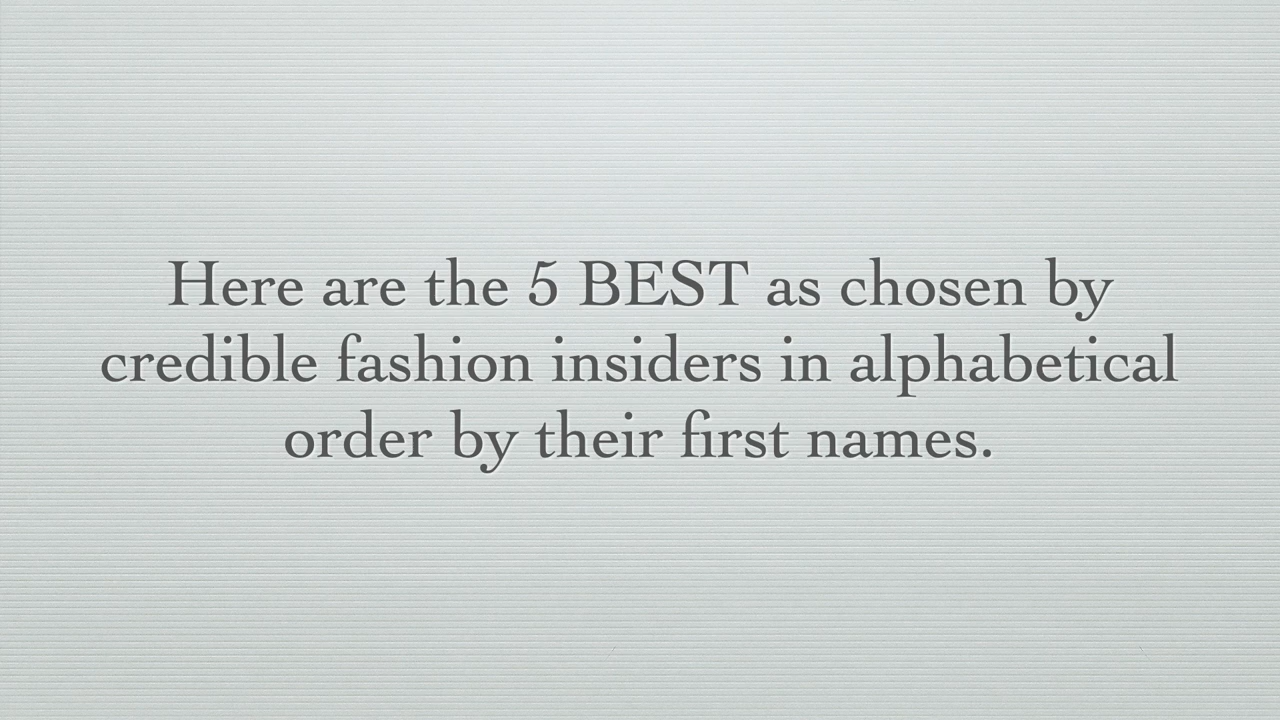 Here are the 5 BEST as chosen by
credible fashion insiders in alphabetical
order by their first names.